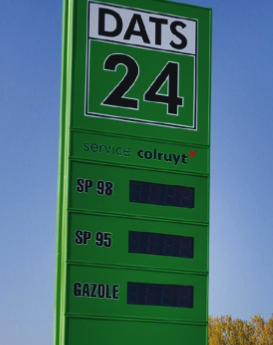 DATS
24
service colruyt
SP 98
SP 95
GAZOLE